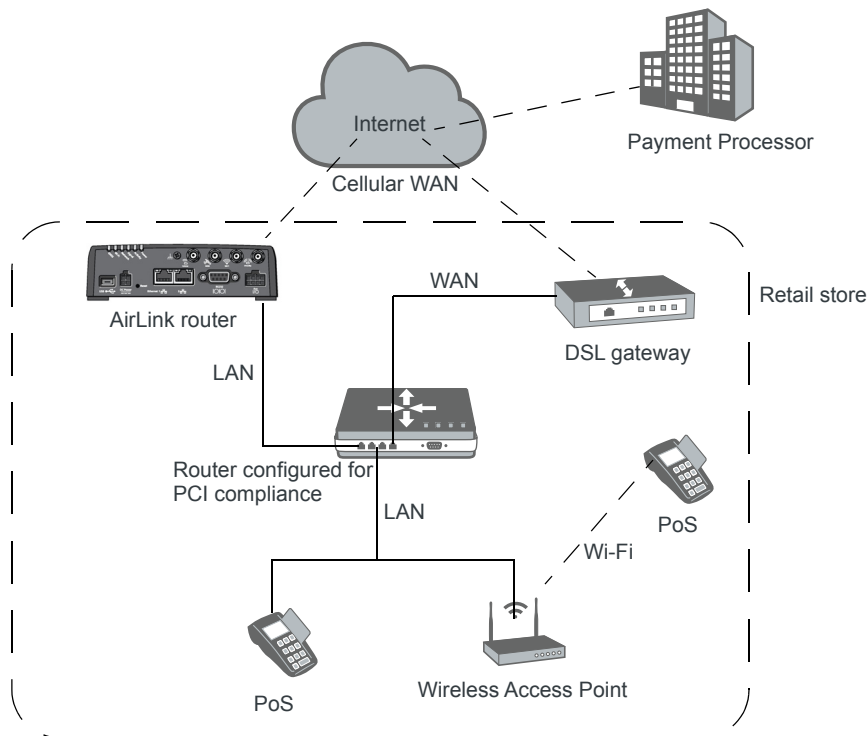 Internet
Payment Processor
Cellular WAN
WAN
Retail store
AirLink router
DSL gateway
LAN
Router configured for
PCI compliance
LAN
PoS
Wi-Fi
PoS
Wireless Access Point